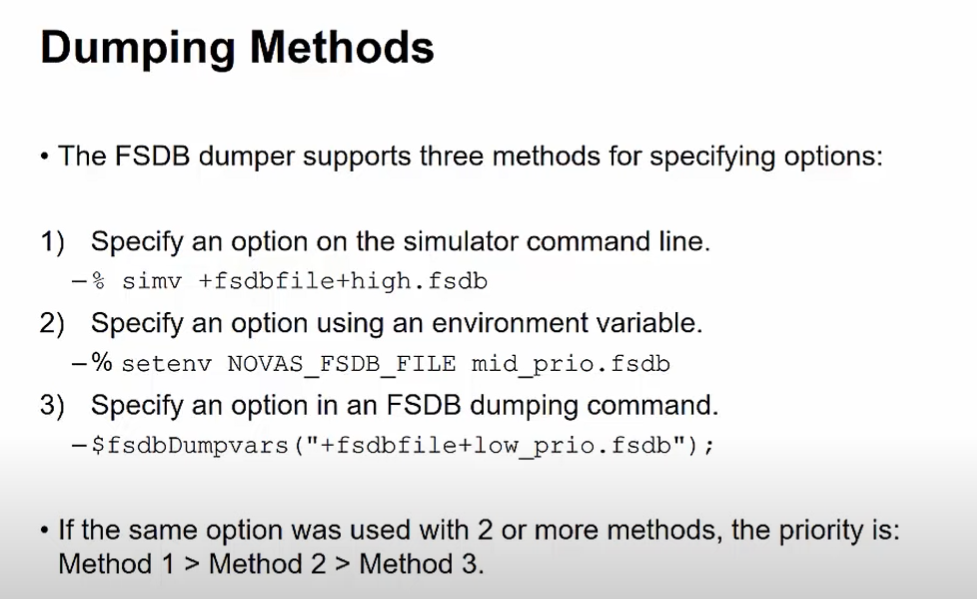 Dumping Methods
• The FSDB dumper supports three methods for specifying options:
1) Specify an option on the simulator command line.
–% simv +fsdbfile+high.fsdb
2) Specify an option using an environment variable.
–% setenv NOVAS_FSDB_FILE mid_prio.fsdb
3) Specify an option in an FSDB dumping command.
–$fsdbDumpvars("+fsdbfile+low_prio.fsdb");
• If the same option was used with 2 or more methods, the priority is:
Method 1 > Method 2 > Method 3.